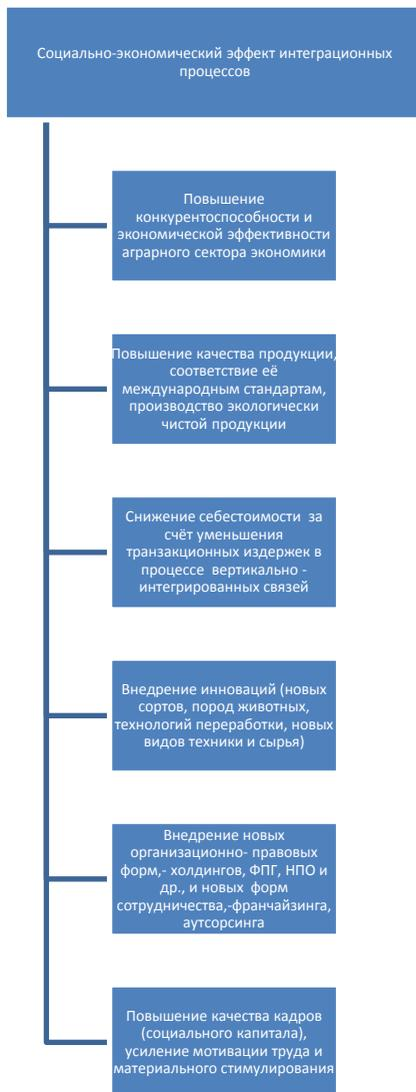 Социально-экономический эффект интеграционных
процессов
Повышение
конкурентоспособности и
экономической эффективности
аграрного сектора экономики
Повышение качества продукции,
соответствие её
международным стандартам,
производство экологически
чистой продукции
Снижение себестоимости за
счёт уменьшения
транзакционных издержек в
процессе вертикально -
интегрированных связей
Внедрение инноваций (новых
сортов, пород животных,
технологий переработки, новых
видов техники и сырья)
Внедрение новых
организационно- правовых
форм,- холдингов, ФПГ, НПО и
др., и новых форм
сотрудничества,-франчайзинга,
аутсорсинга
Повышение качества кадров
(социального капитала),
усиление мотивации труда и
материального стимулирования